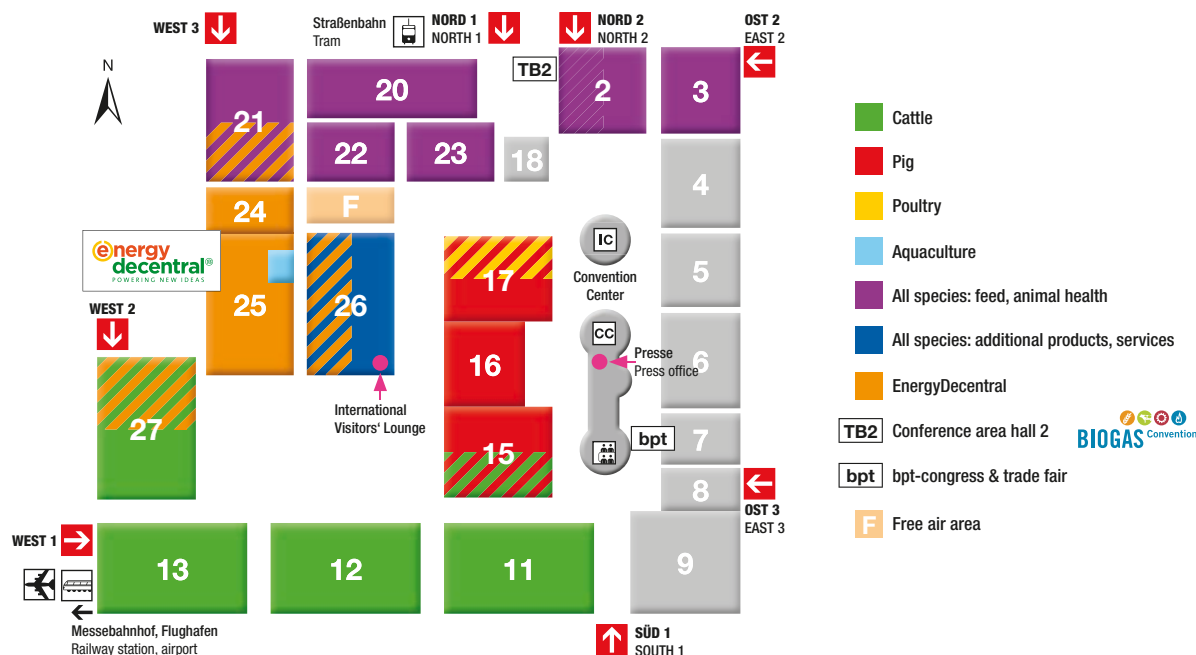 WEST 3
Straßenbahn
Tram
NORD 1
NORTH 1
NORD 2
NORTH 2
OST 2
EAST 2
N
TB2
20
2
3
21
22
23
18
4
24
F
energy
decentral®
POWERING NEW IDEAS
25
26
17
IC
Convention
Center
5
WEST 2
CC
Presse
Press office
16
6
International
Visitors‘ Lounge
27
15
bpt
7
8
OST 3
EAST 3
WEST 1
13
12
11
9
Messebahnhof, Flughafen
Railway station, airport
SÜD 1
SOUTH 1
Cattle
Pig
Poultry
Aquaculture
All species: feed, animal health
All species: additional products, services
EnergyDecentral
TB2 Conference area hall 2
BIOGAS Convention
bpt bpt-congress & trade fair
F Free air area